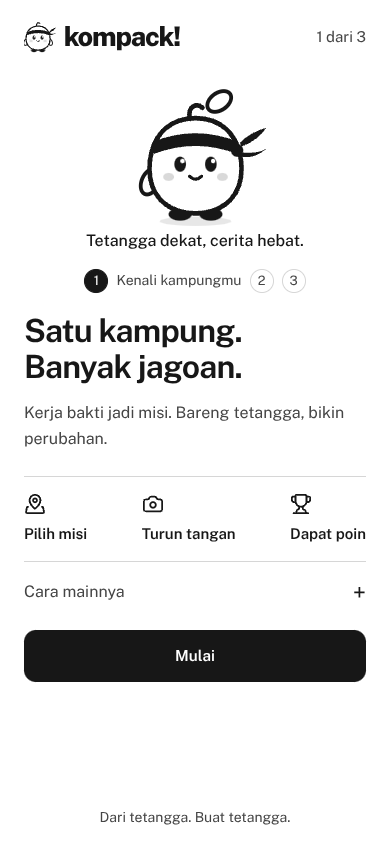 kompack!
1 dari 3
Tetangga dekat, cerita hebat.
1 Kenali kampungmu 2 3
Satu kampung.
Banyak jagoan.
Kerja bakti jadi misi. Bareng tetangga, bikin
perubahan.
Pilih misi Turun tangan Dapat poin
Cara mainnya +
Mulai
Dari tetangga. Buat tetangga.